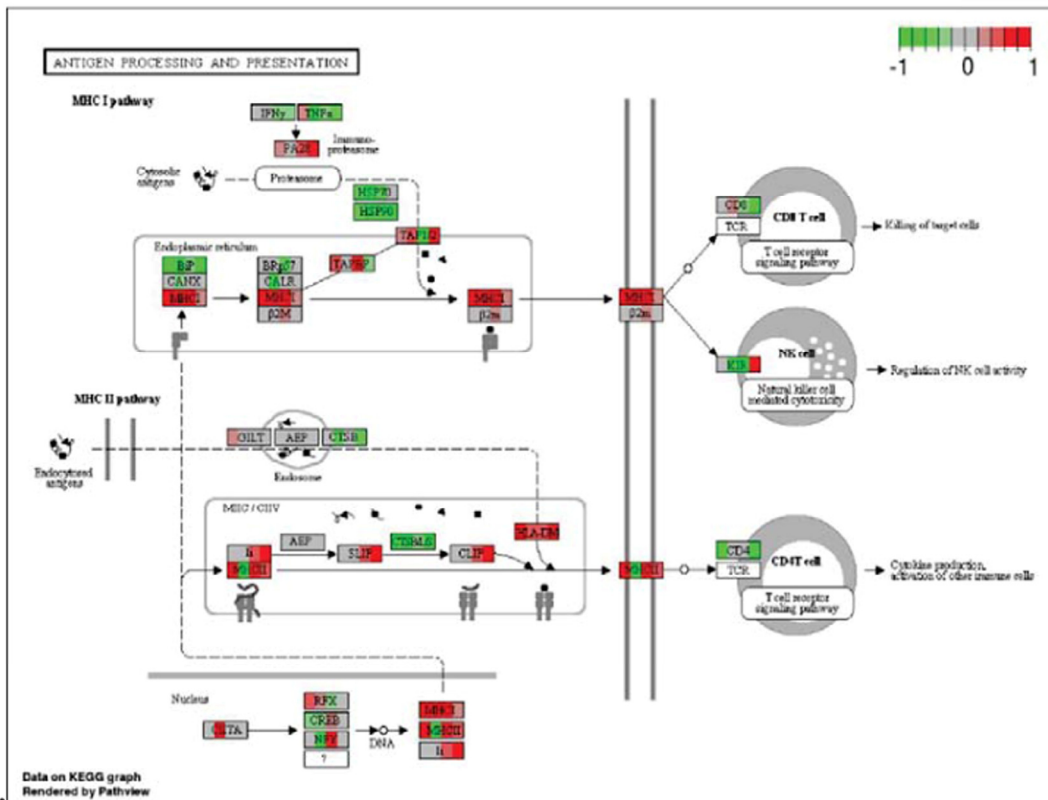 ANTIGEN PROCESSING AND PRESENTATION
-1 0 1
MHC I pathway
IFNγ TNFα
PA28
Immuno-
proteasome
Cytosolic
antigens
Proteasome
HSP70
HSP90
TAP1/2
Endoplasmic reticulum
BiP
CANX
MHCI
BRp57
CALR
MHCI
β2M
TAPBP
MHCI
β2m
MHCI
β2m
CD8
TCR
CD8 T cell
T cell receptor
signaling pathway
Killing of target cells
KIR
NK cell
Natural killer cell
mediated cytotoxicity
Regulation of NK cell activity
MHC II pathway
Endocytosed
antigens
GILT AEP CTSB
Endosome
MIIC / CIIV
Ii
MHCII
AEP
SLIP
CTSB/LS
CLIP
HLA-DM
MHCII
CD4
TCR
CD4T cell
T cell receptor
signaling pathway
Cytokine production,
activation of other immune cells
Nucleus
CIITA
RFX
CREB
NFY
?
DNA
MHCI
MHCII
Ii
Data on KEGG graph
Rendered by Pathview